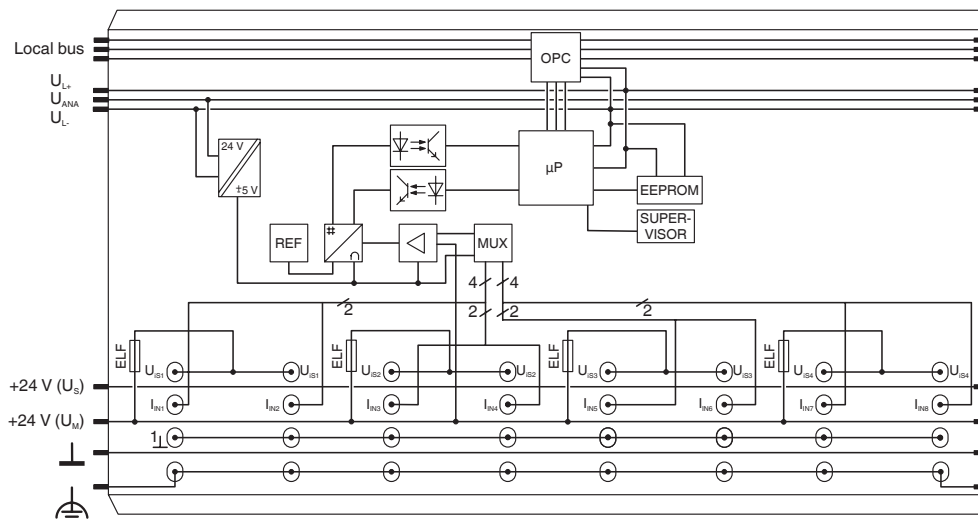 Local bus
OPC
U_L+
U_ANA
U_L-
24 V
±5 V
µP
EEPROM
SUPER-
VISOR
REF
#
∩
MUX
4
4
2
2
2
2
ELF
ELF
ELF
ELF
U_IS1
U_IS1
U_IS2
U_IS2
U_IS3
U_IS3
U_IS4
U_IS4
+24 V (U_S)
I_IN1
I_IN2
I_IN3
I_IN4
I_IN5
I_IN6
I_IN7
I_IN8
+24 V (U_M)
1